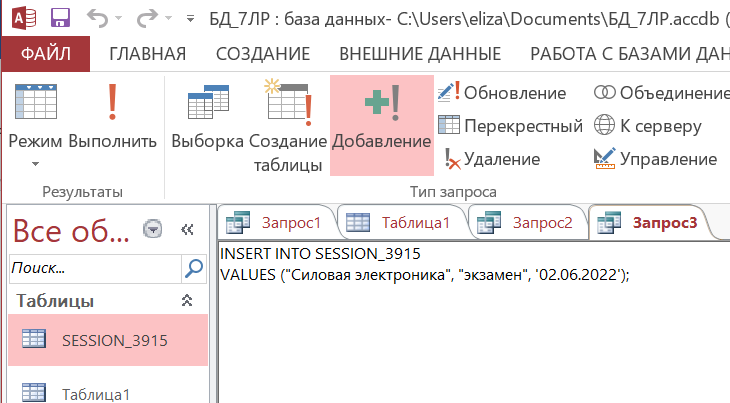 БД_7ЛР : база данных- C:\Users\eliza\Documents\БД_7ЛР.accdb (
ФАЙЛ ГЛАВНАЯ СОЗДАНИЕ ВНЕШНИЕ ДАННЫЕ РАБОТА С БАЗАМИ ДАН
Режим Выполнить Выборка Создание таблицы Добавление
Обновление Объединение
Перекрестный К серверу
Удаление Управление
Результаты Тип запроса
Все об...
Поиск...
Таблицы
SESSION_3915
Таблица1
Запрос1 Таблица1 Запрос2 Запрос3
INSERT INTO SESSION_3915
VALUES ("Силовая электроника", "экзамен", '02.06.2022');